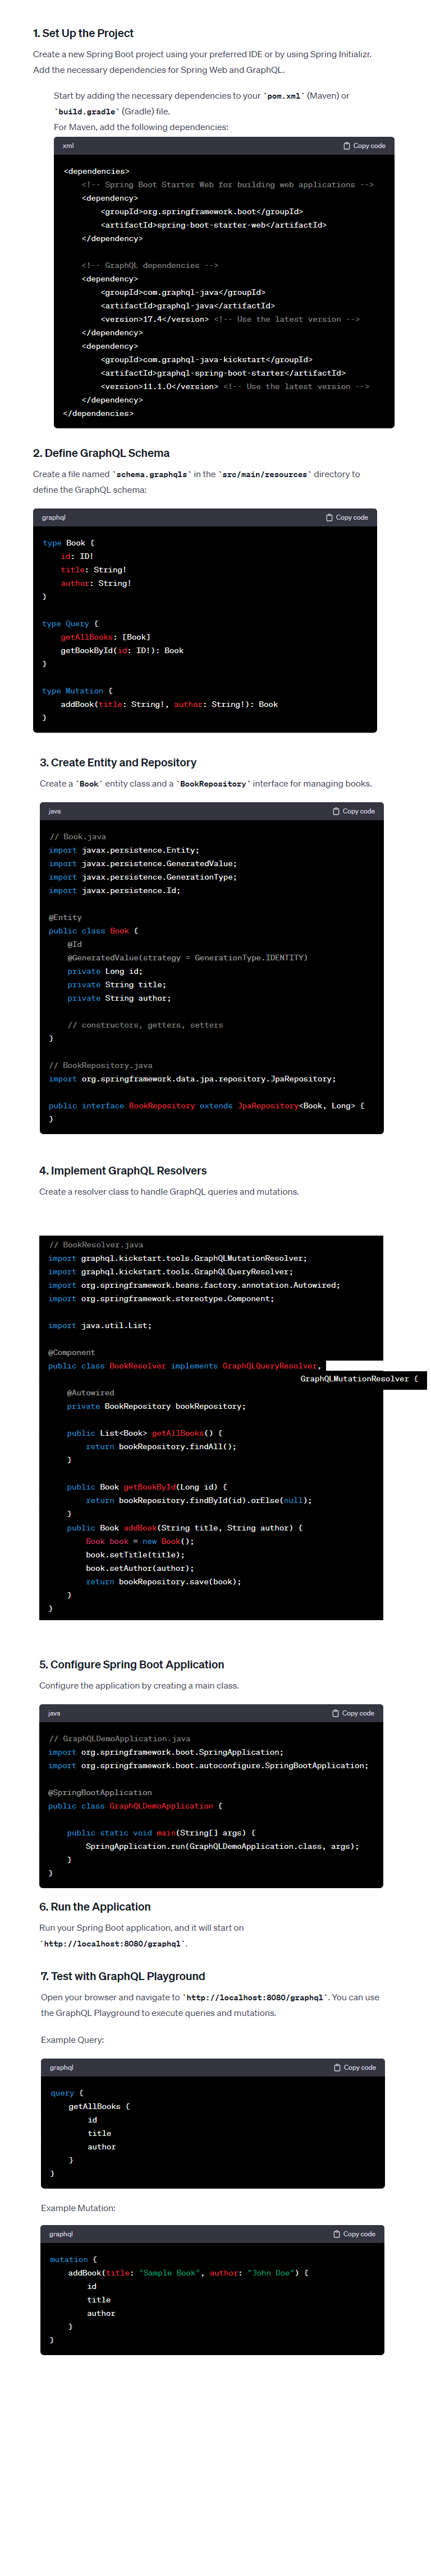 1. Set Up the Project
Create a new Spring Boot project using your preferred IDE or by using Spring Initializr.
Add the necessary dependencies for Spring Web and GraphQL.
Start by adding the necessary dependencies to your `pom.xml` (Maven) or
`build.gradle` (Gradle) file.
For Maven, add the following dependencies:
xml Copy code
<dependencies>
    <!-- Spring Boot Starter Web for building web applications -->
    <dependency>
        <groupId>org.springframework.boot</groupId>
        <artifactId>spring-boot-starter-web</artifactId>
    </dependency>

    <!-- GraphQL dependencies -->
    <dependency>
        <groupId>com.graphql-java</groupId>
        <artifactId>graphql-java</artifactId>
        <version>17.4</version> <!-- Use the latest version -->
    </dependency>
    <dependency>
        <groupId>com.graphql-java-kickstart</groupId>
        <artifactId>graphql-spring-boot-starter</artifactId>
        <version>11.1.0</version> <!-- Use the latest version -->
    </dependency>
</dependencies>
2. Define GraphQL Schema
Create a file named `schema.graphqls` in the `src/main/resources` directory to
define the GraphQL schema:
graphql Copy code
type Book {
    id: ID!
    title: String!
    author: String!
}

type Query {
    getAllBooks: [Book]
    getBookById(id: ID!): Book
}

type Mutation {
    addBook(title: String!, author: String!): Book
}
3. Create Entity and Repository
Create a `Book` entity class and a `BookRepository` interface for managing books.
java Copy code
// Book.java
import javax.persistence.Entity;
import javax.persistence.GeneratedValue;
import javax.persistence.GenerationType;
import javax.persistence.Id;

@Entity
public class Book {
    @Id
    @GeneratedValue(strategy = GenerationType.IDENTITY)
    private Long id;
    private String title;
    private String author;

    // constructors, getters, setters
}

// BookRepository.java
import org.springframework.data.jpa.repository.JpaRepository;

public interface BookRepository extends JpaRepository<Book, Long> {
}
4. Implement GraphQL Resolvers
Create a resolver class to handle GraphQL queries and mutations.
// BookResolver.java
import graphql.kickstart.tools.GraphQLMutationResolver;
import graphql.kickstart.tools.GraphQLQueryResolver;
import org.springframework.beans.factory.annotation.Autowired;
import org.springframework.stereotype.Component;

import java.util.List;

@Component
public class BookResolver implements GraphQLQueryResolver,
GraphQLMutationResolver {
    @Autowired
    private BookRepository bookRepository;

    public List<Book> getAllBooks() {
        return bookRepository.findAll();
    }

    public Book getBookById(Long id) {
        return bookRepository.findById(id).orElse(null);
    }
    public Book addBook(String title, String author) {
        Book book = new Book();
        book.setTitle(title);
        book.setAuthor(author);
        return bookRepository.save(book);
    }
}
5. Configure Spring Boot Application
Configure the application by creating a main class.
java Copy code
// GraphQLDemoApplication.java
import org.springframework.boot.SpringApplication;
import org.springframework.boot.autoconfigure.SpringBootApplication;

@SpringBootApplication
public class GraphQLDemoApplication {

    public static void main(String[] args) {
        SpringApplication.run(GraphQLDemoApplication.class, args);
    }
}
6. Run the Application
Run your Spring Boot application, and it will start on
`http://localhost:8080/graphql`.
7. Test with GraphQL Playground
Open your browser and navigate to `http://localhost:8080/graphql`. You can use
the GraphQL Playground to execute queries and mutations.
Example Query:
graphql Copy code
query {
    getAllBooks {
        id
        title
        author
    }
}
Example Mutation:
graphql Copy code
mutation {
    addBook(title: "Sample Book", author: "John Doe") {
        id
        title
        author
    }
}